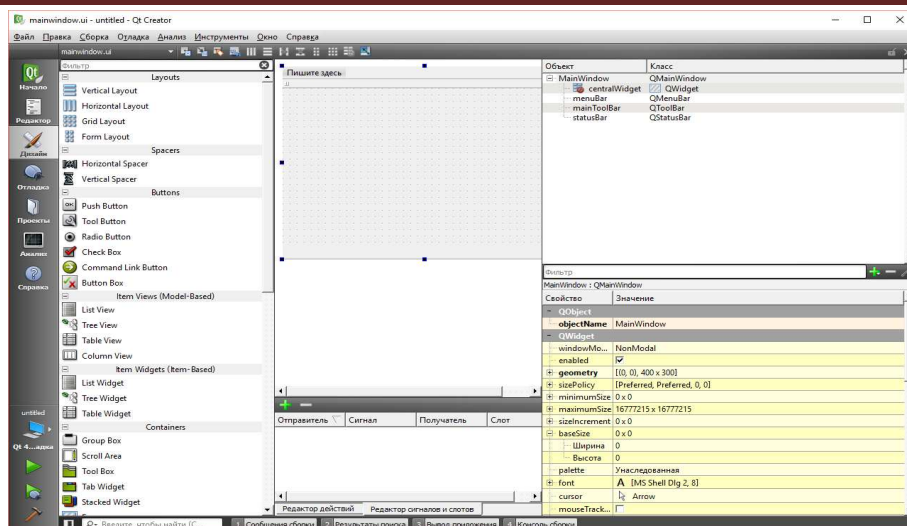 mainwindow.ui - untitled - Qt Creator
Файл Правка Сборка Отладка Анализ Инструменты Окно Справка
mainwindow.ui
Начало
Редактор
Дизайн
Отладка
Проекты
Анализ
Справка
untitled
Qt 4...адка
Фильтр
Layouts
Vertical Layout
Horizontal Layout
Grid Layout
Form Layout
Spacers
Horizontal Spacer
Vertical Spacer
Buttons
OK Push Button
Tool Button
Radio Button
Check Box
Command Link Button
Button Box
Item Views (Model-Based)
List View
Tree View
Table View
Column View
Item Widgets (Item-Based)
List Widget
Tree Widget
Table Widget
Containers
Group Box
Scroll Area
Tool Box
Tab Widget
Stacked Widget
Пишите здесь
Отправитель Сигнал Получатель Слот
Редактор действий Редактор сигналов и слотов
Объект Класс
MainWindow QMainWindow
centralWidget QWidget
menuBar QMenuBar
mainToolBar QToolBar
statusBar QStatusBar
Фильтр
MainWindow : QMainWindow
Свойство Значение
QObject
objectName MainWindow
QWidget
windowMo... NonModal
enabled
geometry [(0, 0), 400 x 300]
sizePolicy [Preferred, Preferred, 0, 0]
minimumSize 0 x 0
maximumSize 16777215 x 16777215
sizeIncrement 0 x 0
baseSize 0 x 0
Ширина 0
Высота 0
palette Унаследованная
font A [MS Shell Dlg 2, 8]
cursor Arrow
mouseTrack...
Введите, чтобы найти (C... 1 Сообщения сборки 2 Результаты поиска 3 Вывод приложения 4 Консоль сборки